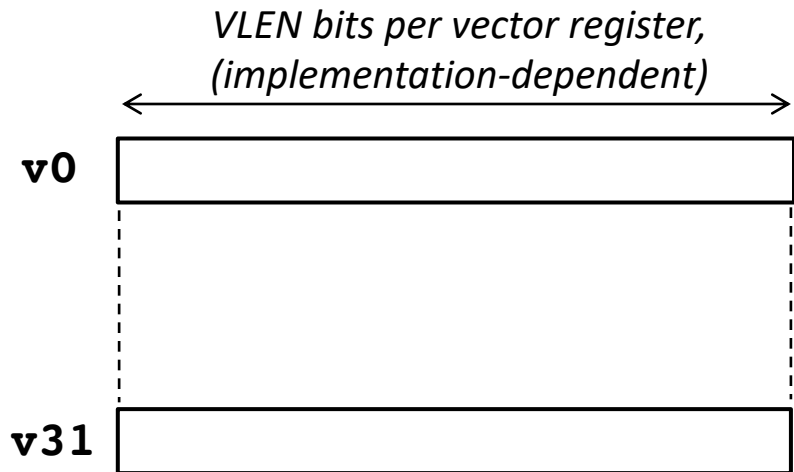 VLEN bits per vector register,
(implementation-dependent)
v0
v31